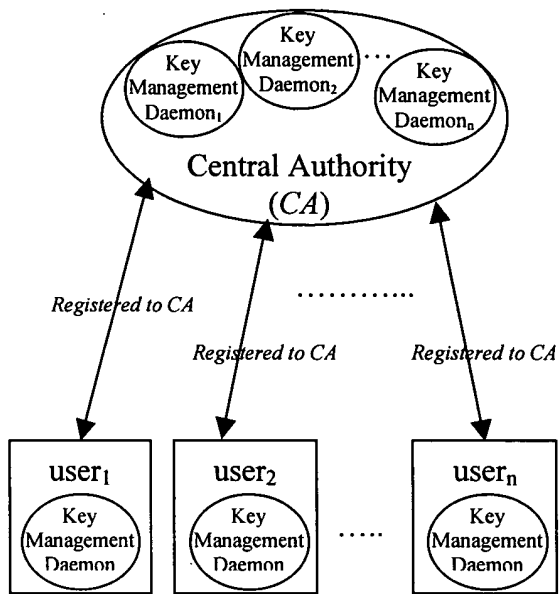 Key
Management
Daemon₁
Key
Management
Daemon₂
.....
Key
Management
Daemonₙ
Central Authority
(CA)
............
Registered to CA
Registered to CA
Registered to CA
user₁
Key
Management
Daemon
user₂
Key
Management
Daemon
.....
userₙ
Key
Management
Daemon